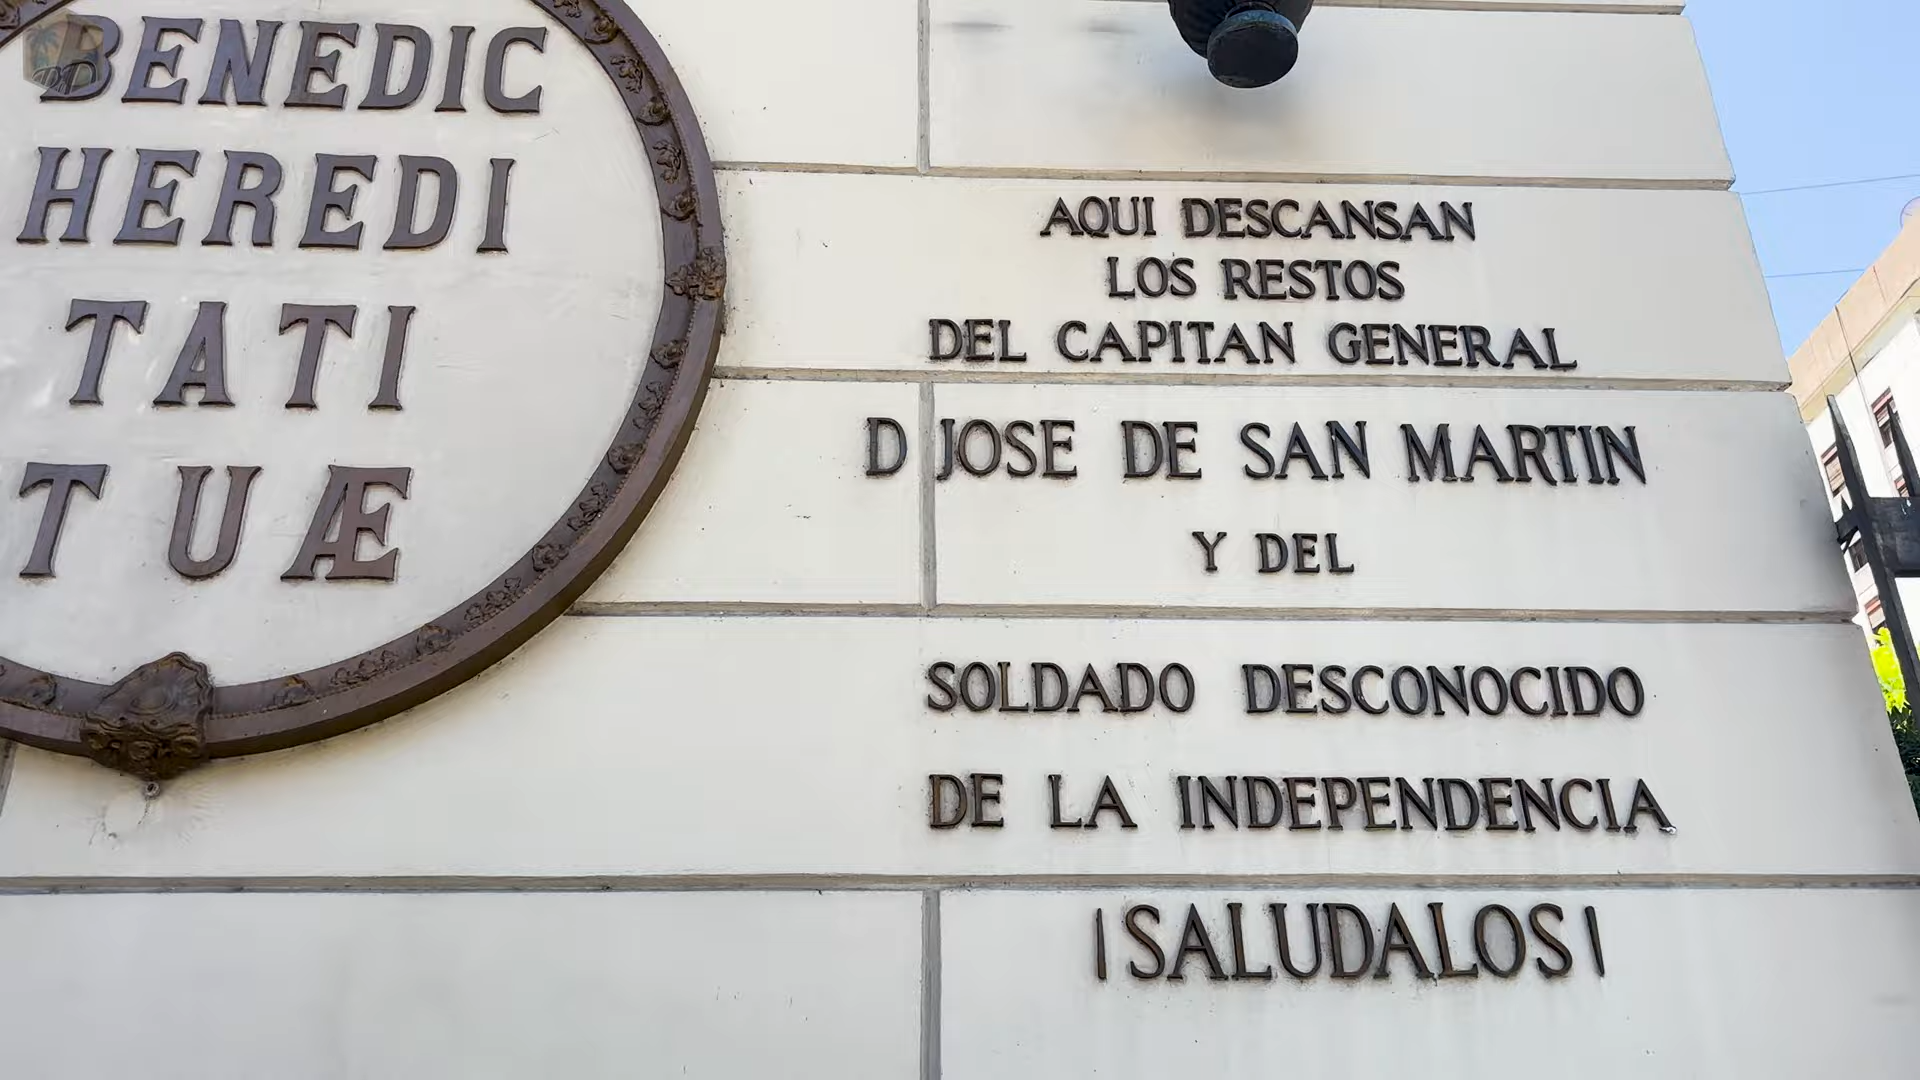 BENEDIC
HEREDI
TATI
TUÆ
AQUI DESCANSAN
LOS RESTOS
DEL CAPITAN GENERAL
D JOSE DE SAN MARTIN
Y DEL
SOLDADO DESCONOCIDO
DE LA INDEPENDENCIA
¡SALUDALOS!